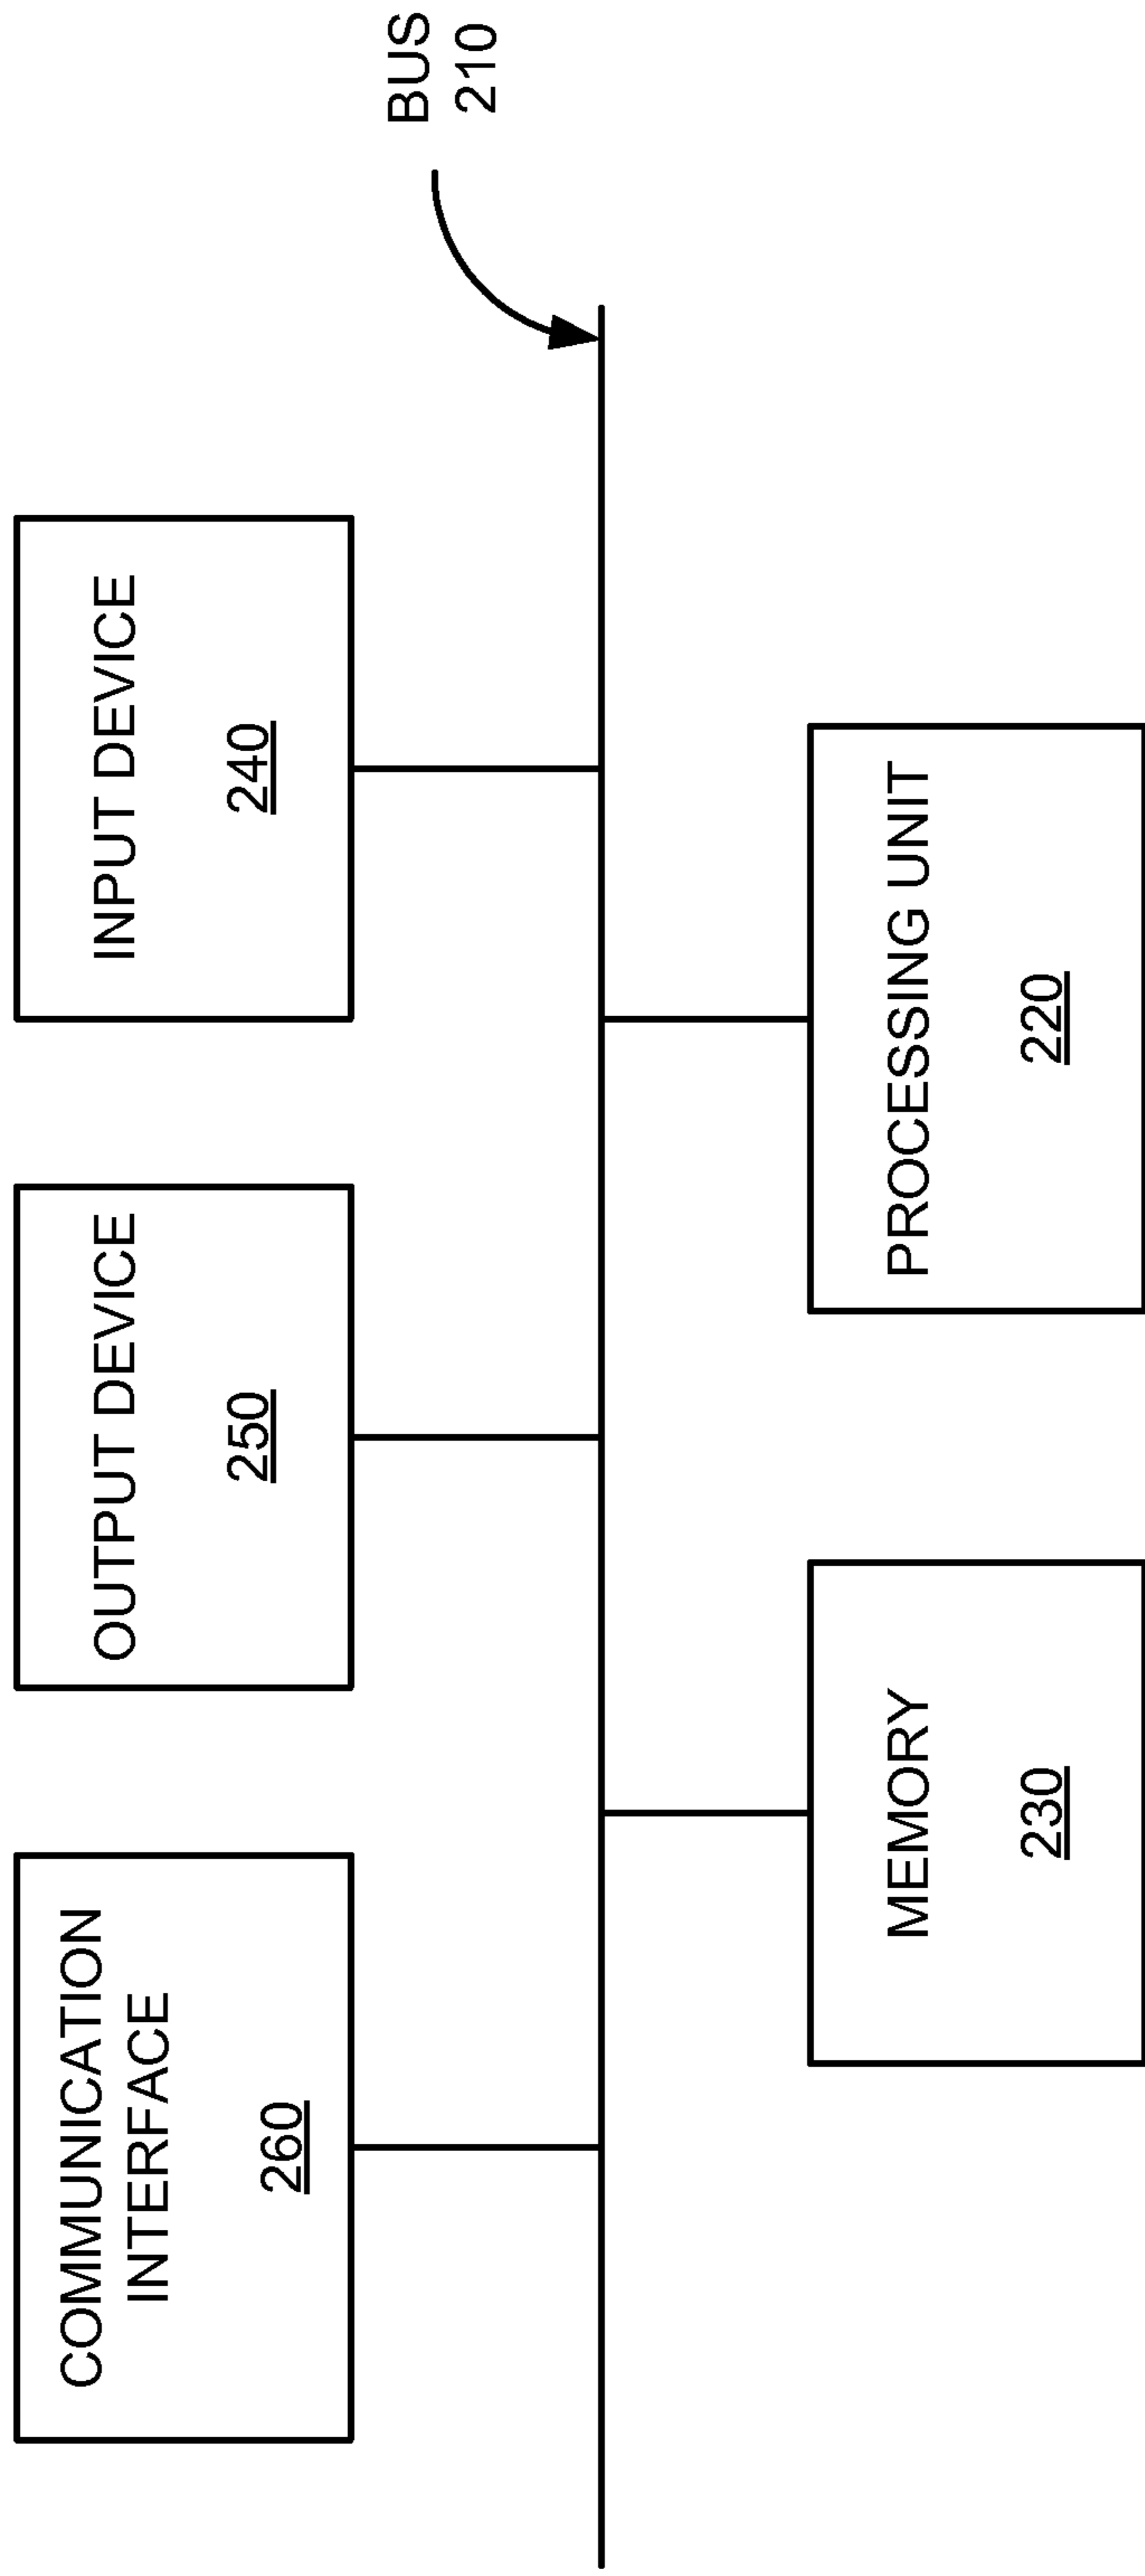 COMMUNICATION
INTERFACE
260
OUTPUT DEVICE
250
INPUT DEVICE
240
BUS
210
MEMORY
230
PROCESSING UNIT
220